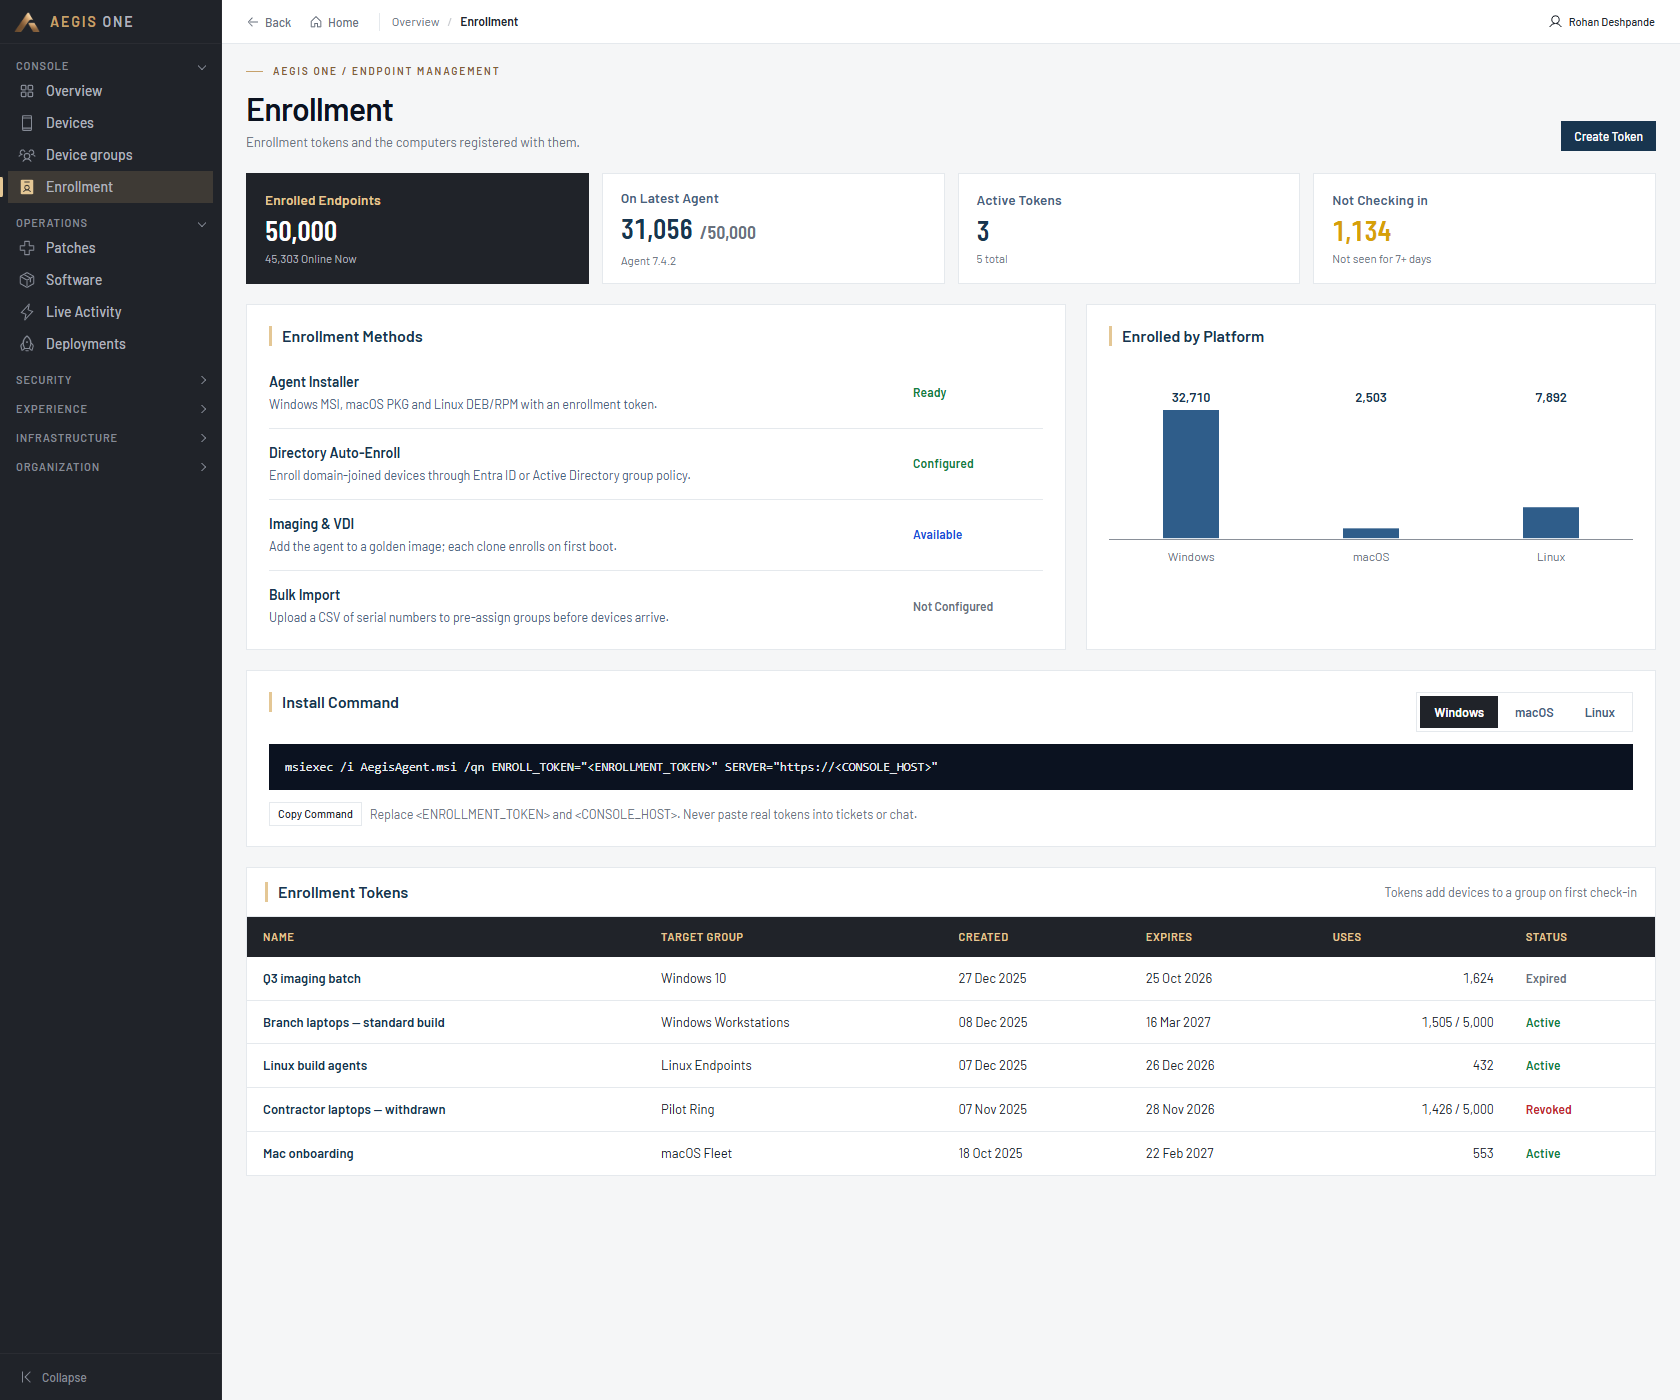 AEGIS ONE
CONSOLE
Overview
Devices
Device groups
Enrollment
OPERATIONS
Patches
Software
Live Activity
Deployments
SECURITY
EXPERIENCE
INFRASTRUCTURE
ORGANIZATION
Collapse
Back Home Overview / Enrollment
Rohan Deshpande
AEGIS ONE / ENDPOINT MANAGEMENT
Enrollment
Enrollment tokens and the computers registered with them.
Create Token
Enrolled Endpoints
50,000
45,303 Online Now
On Latest Agent
31,056 /50,000
Agent 7.4.2
Active Tokens
3
5 total
Not Checking in
1,134
Not seen for 7+ days
Enrollment Methods
Agent Installer
Windows MSI, macOS PKG and Linux DEB/RPM with an enrollment token.
Ready
Directory Auto-Enroll
Enroll domain-joined devices through Entra ID or Active Directory group policy.
Configured
Imaging & VDI
Add the agent to a golden image; each clone enrolls on first boot.
Available
Bulk Import
Upload a CSV of serial numbers to pre-assign groups before devices arrive.
Not Configured
Enrolled by Platform
32,710 2,503 7,892
Windows macOS Linux
Install Command
Windows macOS Linux
msiexec /i AegisAgent.msi /qn ENROLL_TOKEN="<ENROLLMENT_TOKEN>" SERVER="https://<CONSOLE_HOST>"
Copy Command Replace <ENROLLMENT_TOKEN> and <CONSOLE_HOST>. Never paste real tokens into tickets or chat.
Enrollment Tokens
Tokens add devices to a group on first check-in
NAME TARGET GROUP CREATED EXPIRES USES STATUS
Q3 imaging batch Windows 10 27 Dec 2025 25 Oct 2026 1,624 Expired
Branch laptops – standard build Windows Workstations 08 Dec 2025 16 Mar 2027 1,505 / 5,000 Active
Linux build agents Linux Endpoints 07 Dec 2025 26 Dec 2026 432 Active
Contractor laptops – withdrawn Pilot Ring 07 Nov 2025 28 Nov 2026 1,426 / 5,000 Revoked
Mac onboarding macOS Fleet 18 Oct 2025 22 Feb 2027 553 Active